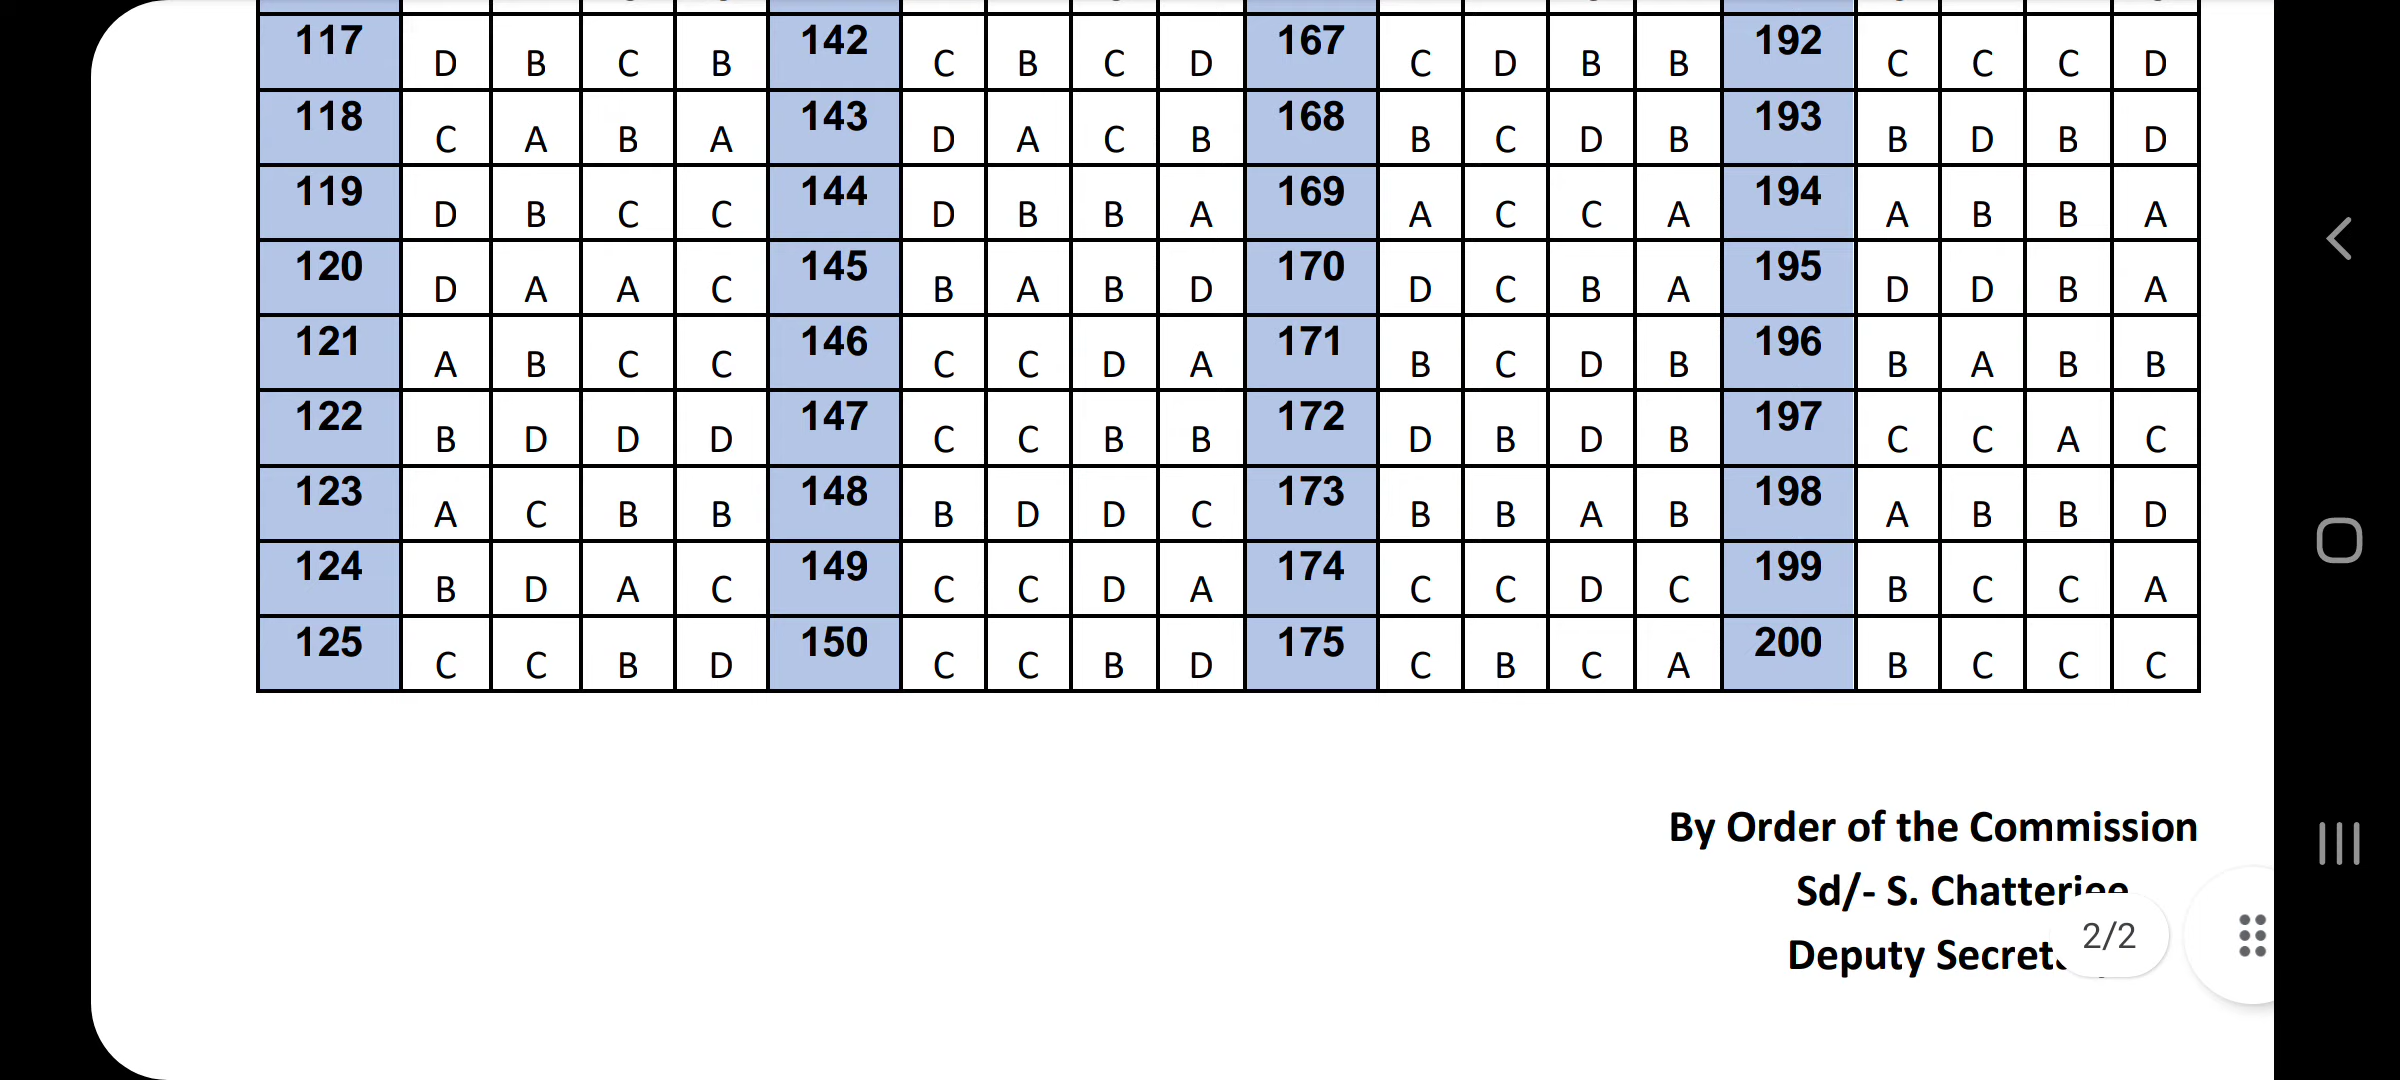 117 D B C B 142 C B C D 167 C D B B 192 C C C D
118 C A B A 143 D A C B 168 B C D B 193 B D B D
119 D B C C 144 D B B A 169 A C C A 194 A B B A
120 D A A C 145 B A B D 170 D C B A 195 D D B A
121 A B C C 146 C C D A 171 B C D B 196 B A B B
122 B D D D 147 C C B B 172 D B D B 197 C C A C
123 A C B B 148 B D D C 173 B B A B 198 A B B D
124 B D A C 149 C C D A 174 C C D C 199 B C C A
125 C C B D 150 C C B D 175 C B C A 200 B C C C
By Order of the Commission
Sd/- S. Chatterjee
Deputy
2/2